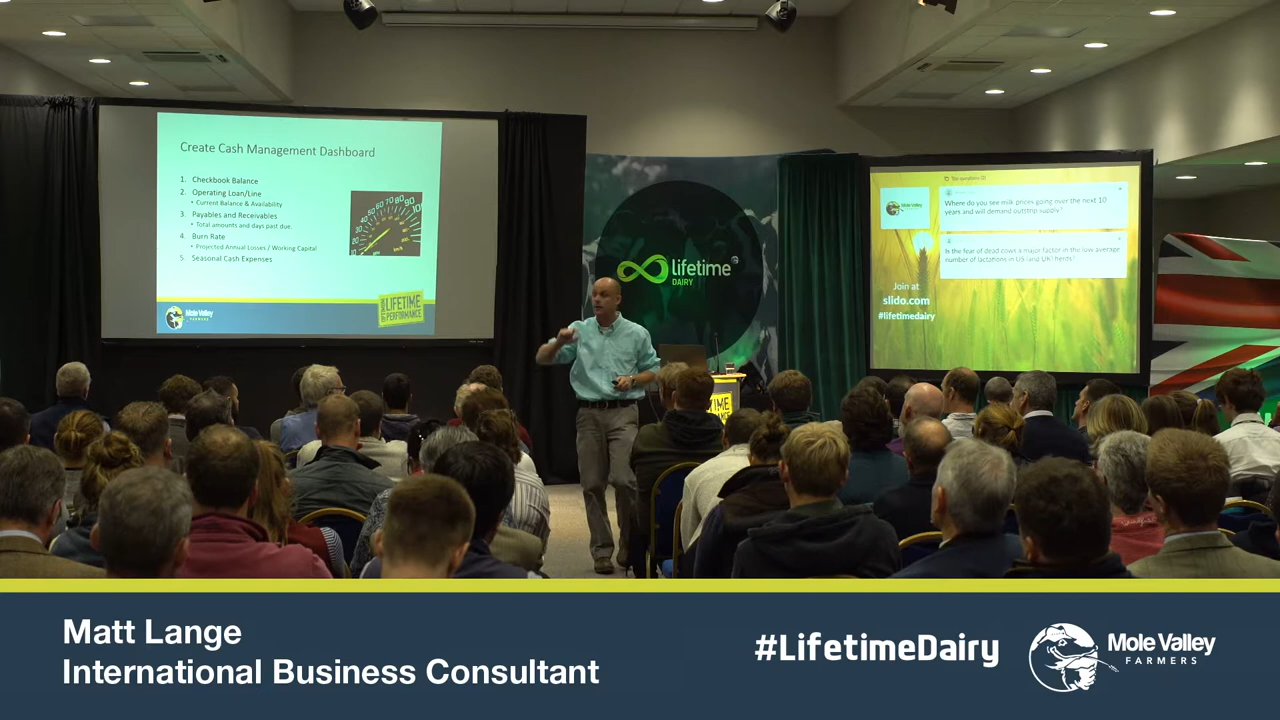 Create Cash Management Dashboard
1. Checkbook Balance
2. Operating Loan/Line
• Current Balance & Availability
3. Payables and Receivables
• Total amounts and days past due.
4. Burn Rate
• Projected Annual Losses / Working Capital
5. Seasonal Cash Expenses
Mole Valley
FARMERS
LIFETIME
PERFORMANCE
lifetime
DAIRY
Top questions
Where do you see milk prices going over the next 10
years and will demand outstrip supply?
Is the fear of dead cows a major factor in the low average
number of lactations in US (and UK) herds?
Join at
slido.com
#lifetimedairy
Matt Lange
International Business Consultant
#LifetimeDairy
Mole Valley
FARMERS